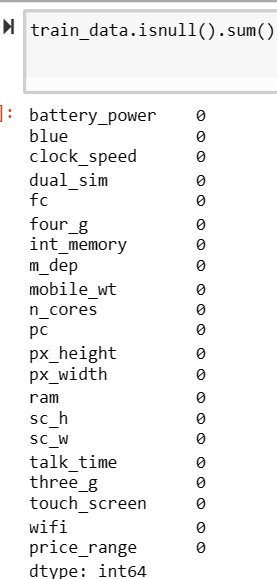 train_data.isnull().sum()
]:
battery_power 0
blue 0
clock_speed 0
dual_sim 0
fc 0
four_g 0
int_memory 0
m_dep 0
mobile_wt 0
n_cores 0
pc 0
px_height 0
px_width 0
ram 0
sc_h 0
sc_w 0
talk_time 0
three_g 0
touch_screen 0
wifi 0
price_range 0
dtype: int64